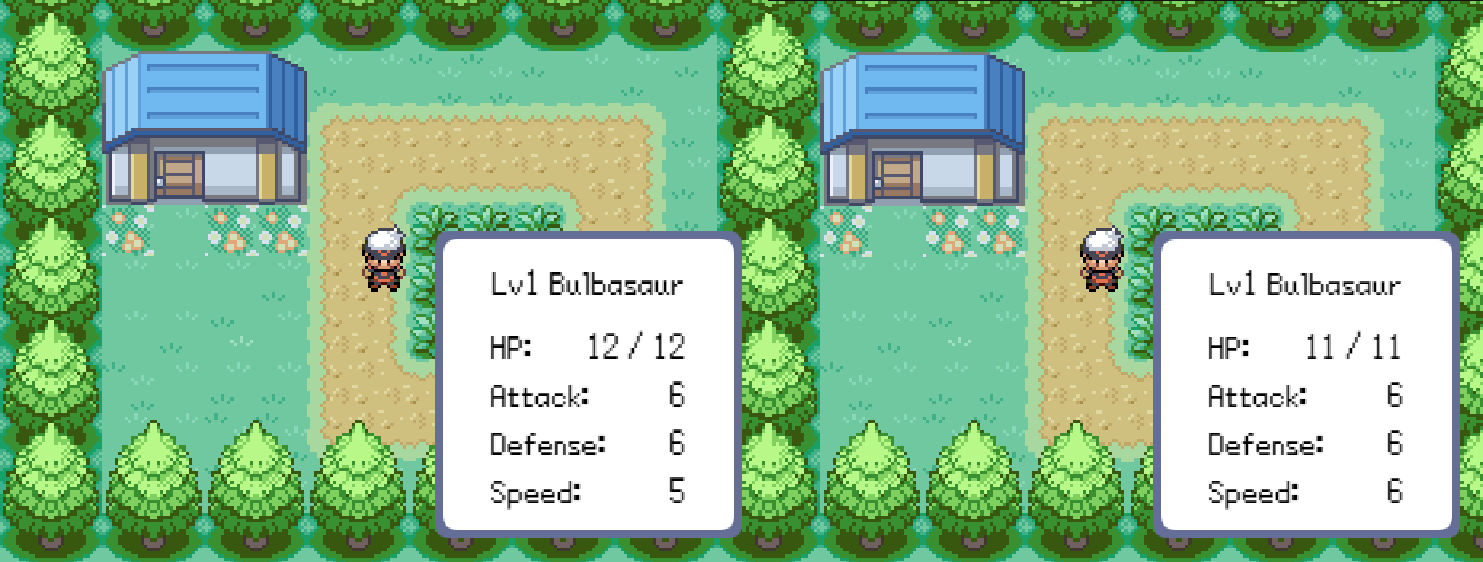 Lv1 Bulbasaur
HP: 12 / 12
Attack: 6
Defense: 6
Speed: 5
Lv1 Bulbasaur
HP: 11 / 11
Attack: 6
Defense: 6
Speed: 6